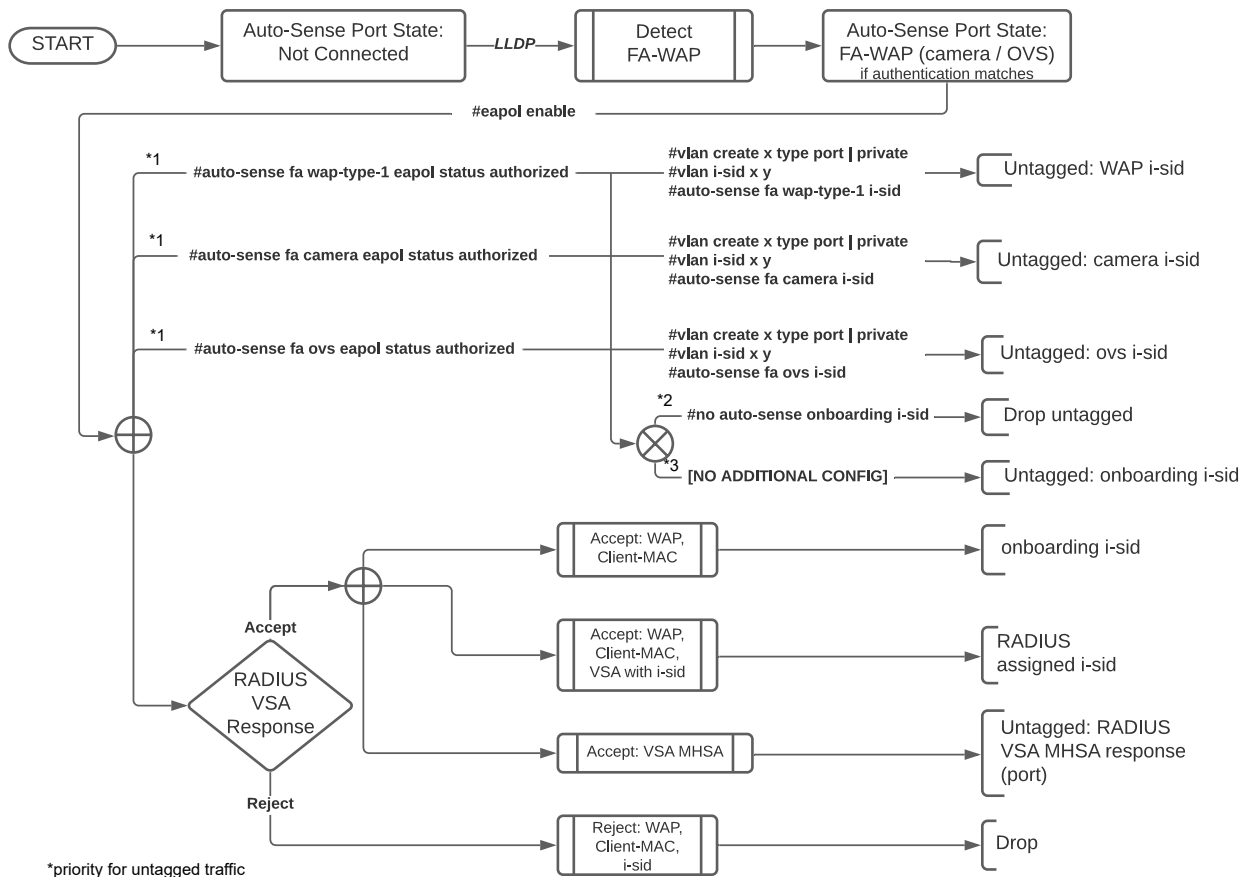 START
Auto-Sense Port State:
Not Connected
LLDP
Detect
FA-WAP
Auto-Sense Port State:
FA-WAP (camera / OVS)
if authentication matches
#eapol enable
*1
#auto-sense fa wap-type-1 eapol status authorized
#vlan create x type port | private
#vlan i-sid x y
#auto-sense fa wap-type-1 i-sid
Untagged: WAP i-sid
*1
#auto-sense fa camera eapol status authorized
#vlan create x type port | private
#vlan i-sid x y
#auto-sense fa camera i-sid
Untagged: camera i-sid
*1
#auto-sense fa ovs eapol status authorized
#vlan create x type port | private
#vlan i-sid x y
#auto-sense fa ovs i-sid
Untagged: ovs i-sid
*2
#no auto-sense onboarding i-sid
Drop untagged
*3
[NO ADDITIONAL CONFIG]
Untagged: onboarding i-sid
Accept: WAP,
Client-MAC
onboarding i-sid
Accept
Accept: WAP,
Client-MAC,
VSA with i-sid
RADIUS
assigned i-sid
RADIUS
VSA
Response
Accept: VSA MHSA
Untagged: RADIUS
VSA MHSA response
(port)
Reject
Reject: WAP,
Client-MAC,
i-sid
Drop
*priority for untagged traffic